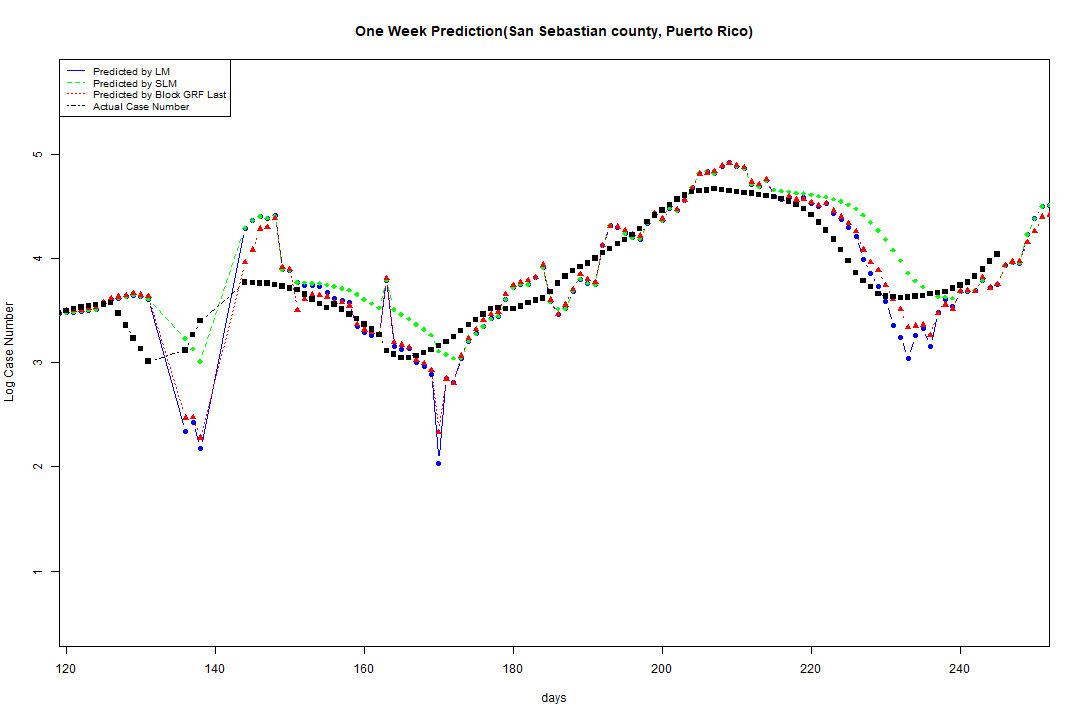 One Week Prediction(San Sebastian county, Puerto Rico)
Predicted by LM
Predicted by SLM
Predicted by Block GRF Last
Actual Case Number
Log Case Number
5
4
3
2
1
120 140 160 180 200 220 240
days